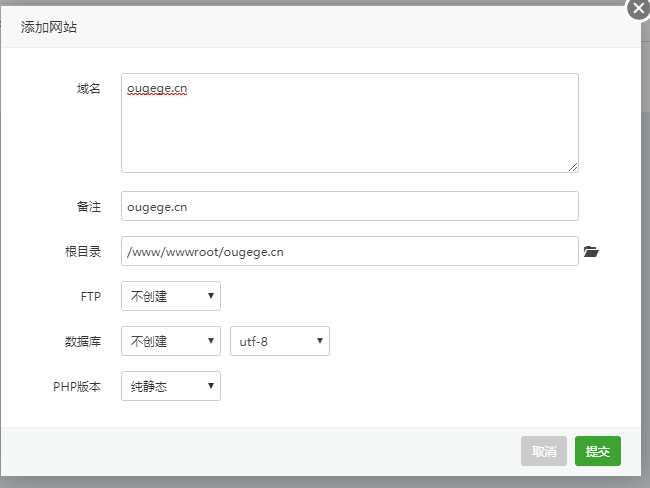 添加网站
域名 ougege.cn
备注 ougege.cn
根目录 /www/wwwroot/ougege.cn
FTP 不创建
数据库 不创建 utf-8
PHP版本 纯静态
取消 提交